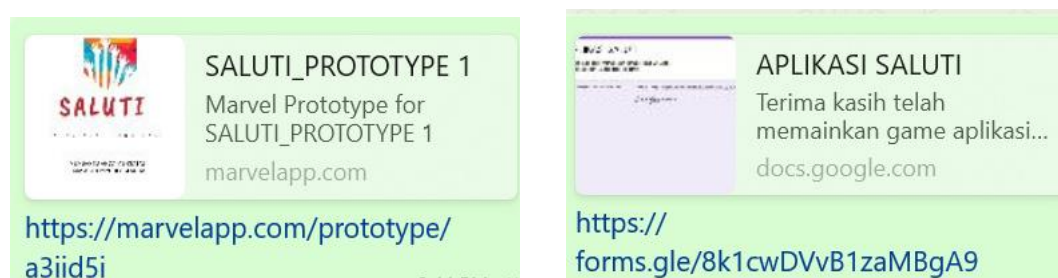 SALUTI
SALUTI_PROTOTYPE 1
Marvel Prototype for
SALUTI_PROTOTYPE 1
marvelapp.com
https://marvelapp.com/prototype/
a3iid5i
APLIKASI SALUTI
Terima kasih telah
memainkan game aplikasi...
docs.google.com
https://
forms.gle/8k1cwDVvB1zaMBgA9